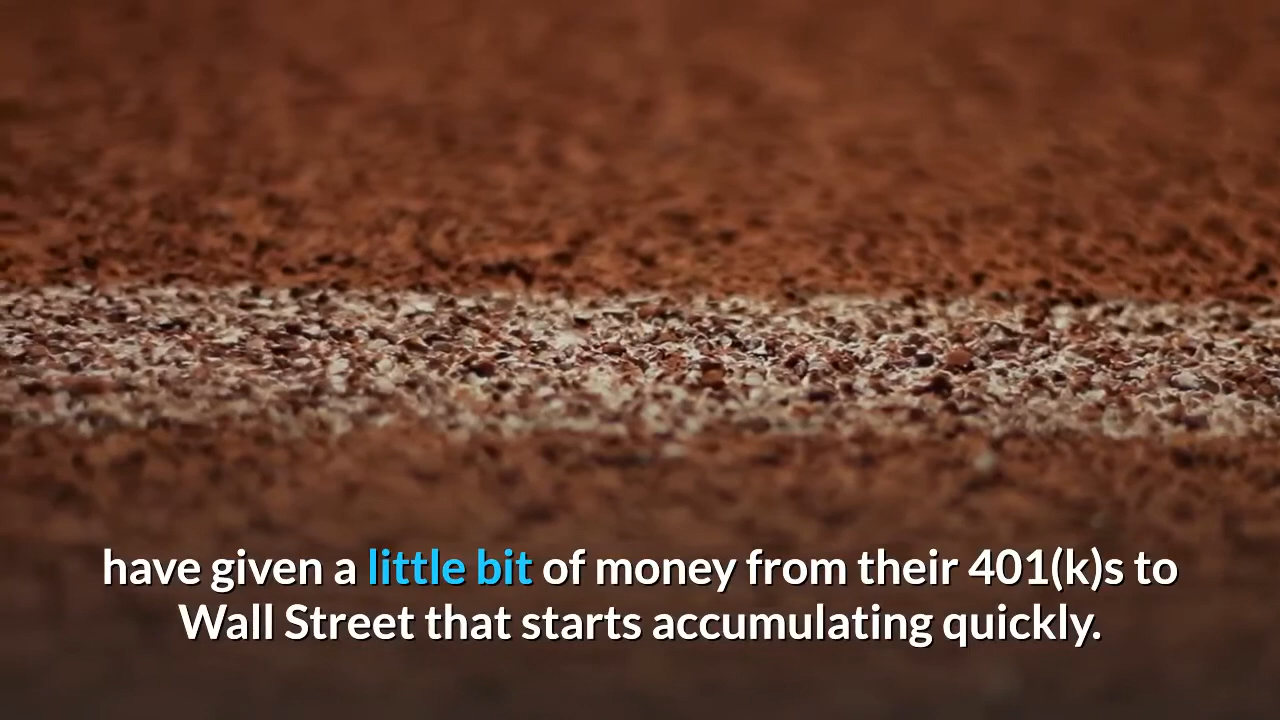 have given a little bit of money from their 401(k)s to
Wall Street that starts accumulating quickly.